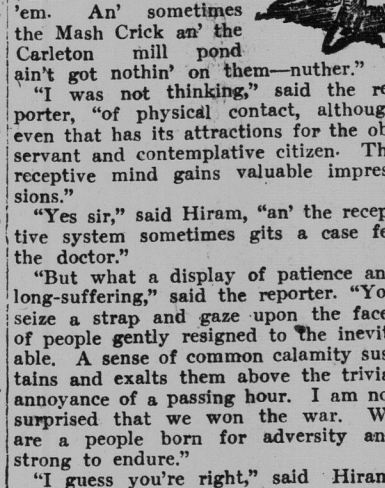 'em. An' sometimes
the Mash Crick an' the
Carleton mill pond
ain't got nothin' on them—nuther."
"I was not thinking," said the re
porter, "of physical contact, althoug
even that has its attractions for the ob
servant and contemplative citizen. Th
receptive mind gains valuable impres
sions."
"Yes sir," said Hiram, "an' the recep
tive system sometimes gits a case fe
the doctor."
"But what a display of patience an
long-suffering," said the reporter. "Yo
seize a strap and gaze upon the face
of people gently resigned to the inevit
able. A sense of common calamity sus
tains and exalts them above the trivia
annoyance of a passing hour. I am no
surprised that we won the war. W
are a people born for adversity an
strong to endure."
"I guess you're right," said Hiram